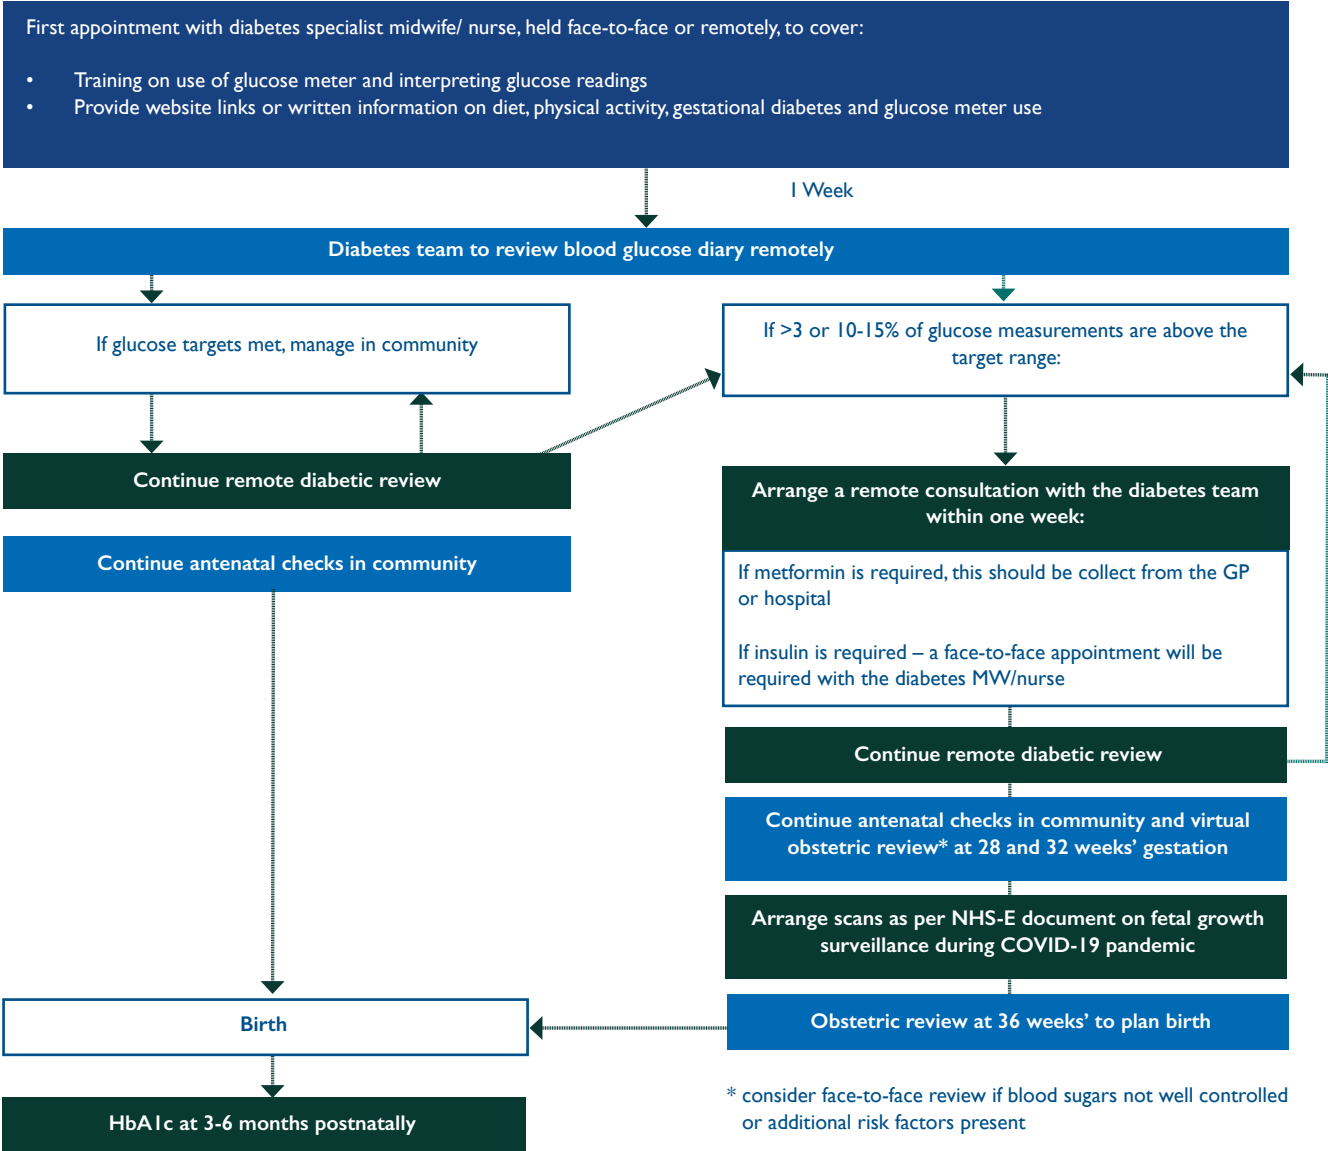 First appointment with diabetes specialist midwife/ nurse, held face-to-face or remotely, to cover:
• Training on use of glucose meter and interpreting glucose readings
• Provide website links or written information on diet, physical activity, gestational diabetes and glucose meter use
1 Week
Diabetes team to review blood glucose diary remotely
If glucose targets met, manage in community
Continue remote diabetic review
Continue antenatal checks in community
If >3 or 10-15% of glucose measurements are above the
target range:
Arrange a remote consultation with the diabetes team
within one week:
If metformin is required, this should be collect from the GP
or hospital
If insulin is required – a face-to-face appointment will be
required with the diabetes MW/nurse
Continue remote diabetic review
Continue antenatal checks in community and virtual
obstetric review* at 28 and 32 weeks’ gestation
Arrange scans as per NHS-E document on fetal growth
surveillance during COVID-19 pandemic
Obstetric review at 36 weeks’ to plan birth
Birth
HbA1c at 3-6 months postnatally
* consider face-to-face review if blood sugars not well controlled
or additional risk factors present